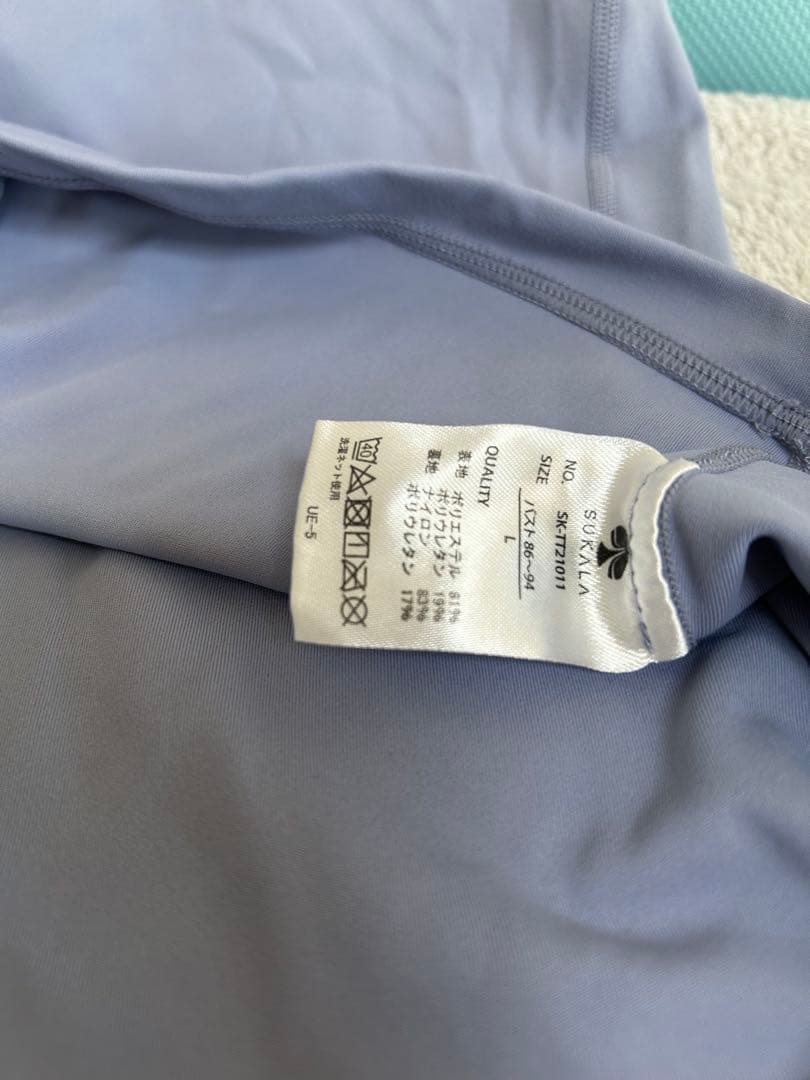 SUKALA
NO. SK-TT21011
SIZE バスト86〜94
L
QUALITY
表地 ポリエステル 81%
ポリウレタン 19%
裏地 ナイロン 83%
ポリウレタン 17%
40
洗濯ネット使用
UE-5